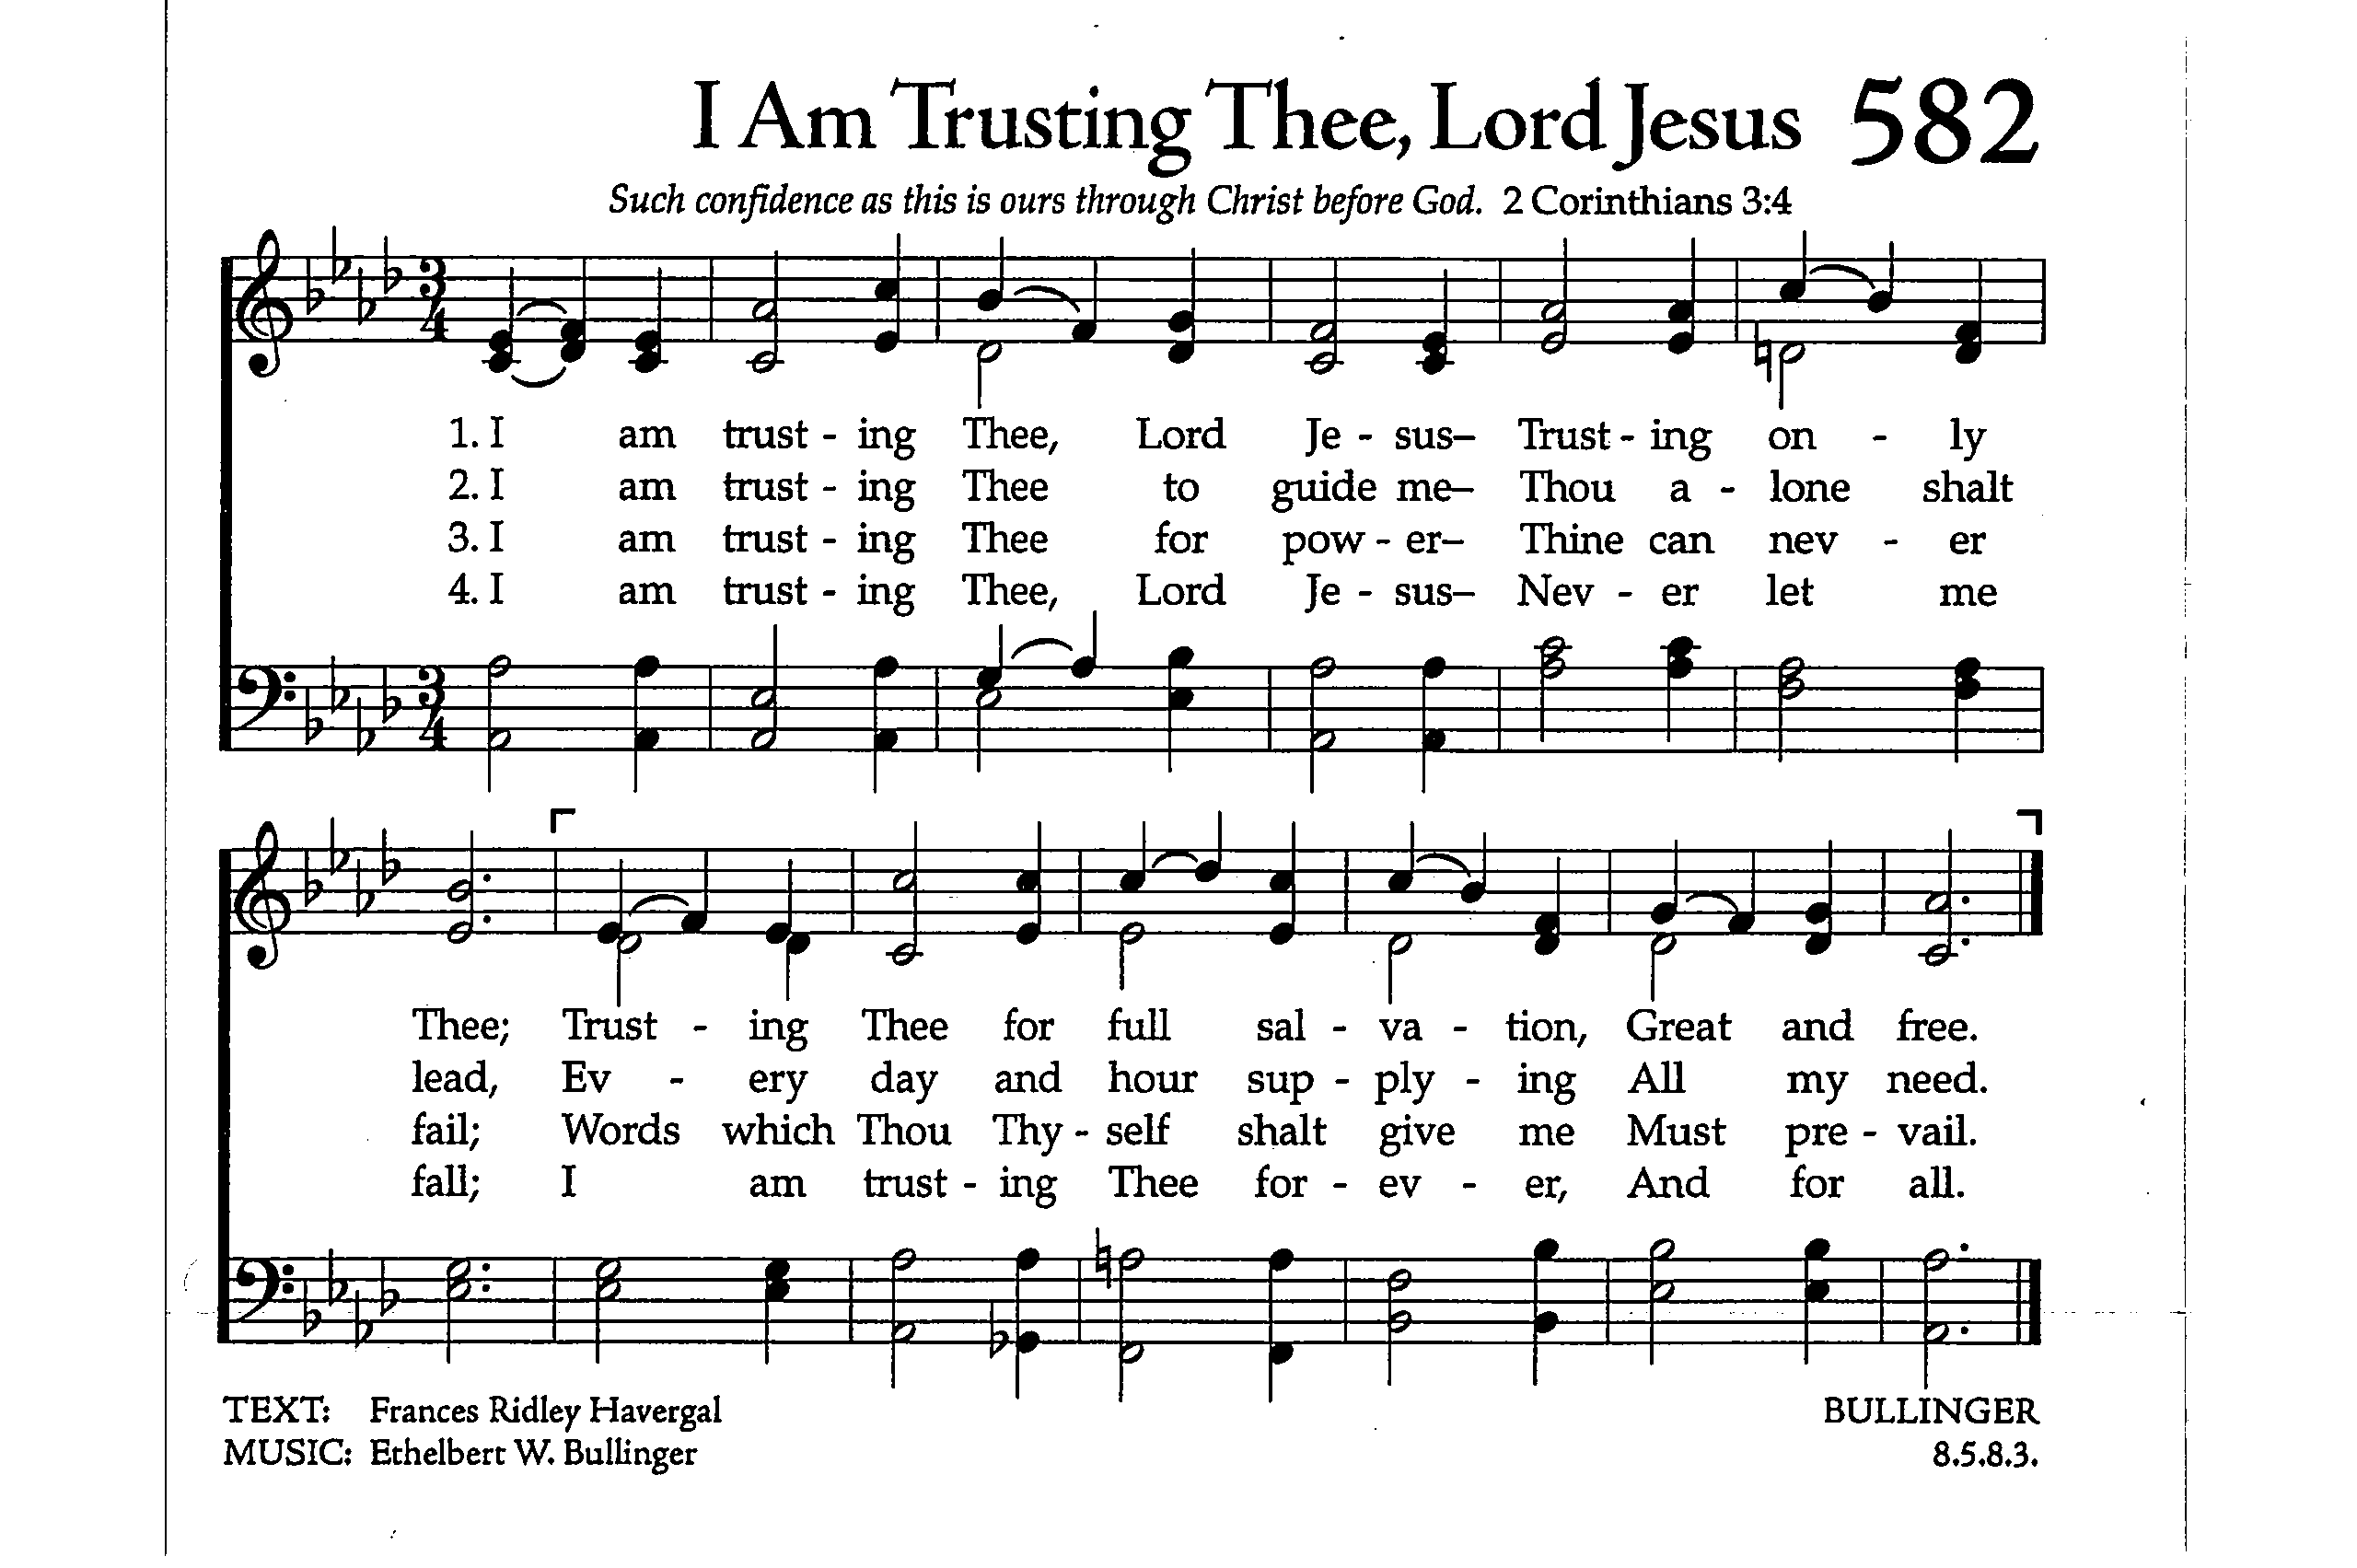 I Am Trusting Thee, Lord Jesus 582
Such confidence as this is ours through Christ before God. 2 Corinthians 3:4
1. I am trust - ing Thee, Lord Je - sus– Trust - ing on - ly
2. I am trust - ing Thee to guide me– Thou a - lone shalt
3. I am trust - ing Thee for pow - er– Thine can nev - er
4. I am trust - ing Thee, Lord Je - sus– Nev - er let me
Thee; Trust - ing Thee for full sal - va - tion, Great and free.
lead, Ev - ery day and hour sup - ply - ing All my need.
fail; Words which Thou Thy - self shalt give me Must pre - vail.
fall; I am trust - ing Thee for - ev - er, And for all.
TEXT: Frances Ridley Havergal BULLINGER
MUSIC: Ethelbert W. Bullinger 8.5.8.3.